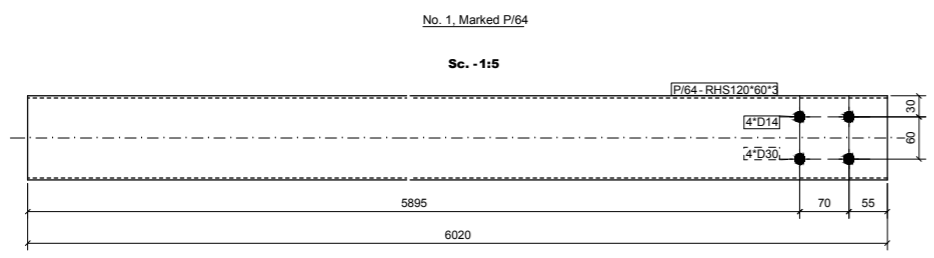 No. 1, Marked P/64
Sc. -1:5
P/64 - RHS120*60*3
4*D14
4*D30
30
60
5895
70
55
6020